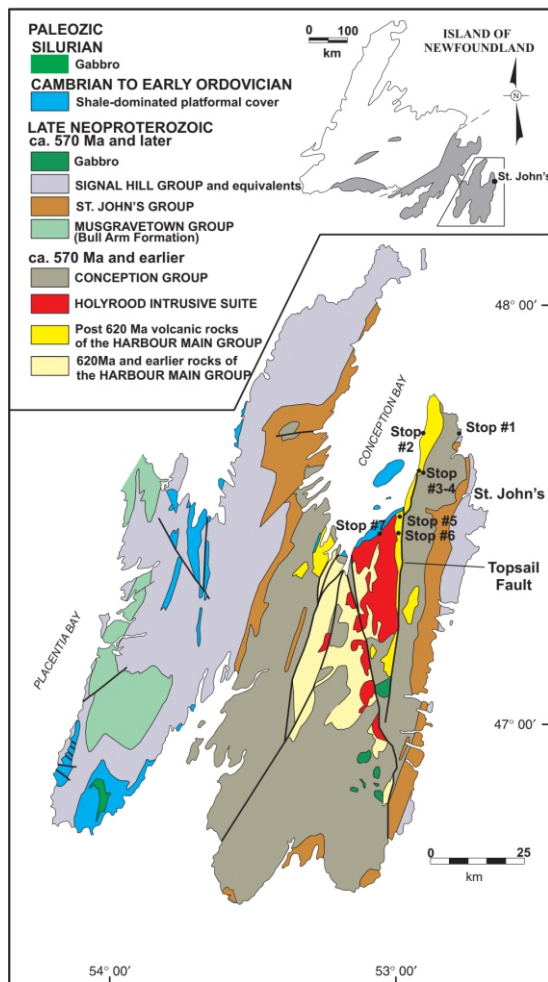 PALEOZIC
SILURIAN
Gabbro
CAMBRIAN TO EARLY ORDOVICIAN
Shale-dominated platformal cover
LATE NEOPROTEROZOIC
ca. 570 Ma and later
Gabbro
SIGNAL HILL GROUP and equivalents
ST. JOHN'S GROUP
MUSGRAVETOWN GROUP
(Bull Arm Formation)
ca. 570 Ma and earlier
CONCEPTION GROUP
HOLYROOD INTRUSIVE SUITE
Post 620 Ma volcanic rocks
of the HARBOUR MAIN GROUP
620Ma and earlier rocks of
the HARBOUR MAIN GROUP
0 100
km
ISLAND OF
NEWFOUNDLAND
N
St. John's
48° 00'
CONCEPTION BAY
Stop
#2
Stop #1
Stop
#3-4
St. John's
Stop #7
Stop #5
Stop #6
Topsail
Fault
PLACENTIA BAY
47° 00'
0 25
km
54° 00'
53° 00'